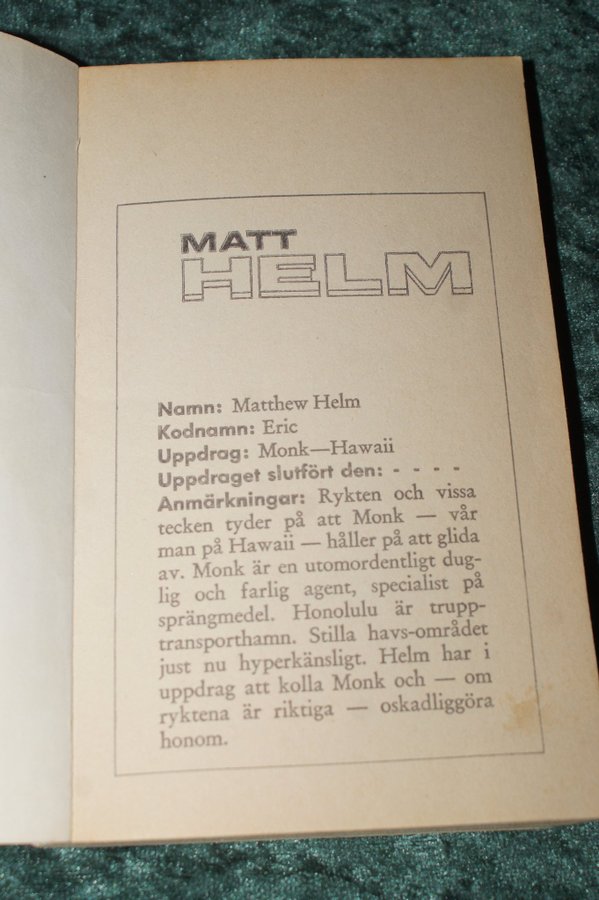 MATT
HELM
Namn: Matthew Helm
Kodnamn: Eric
Uppdrag: Monk—Hawaii
Uppdraget slutfört den: - - - -
Anmärkningar: Rykten och vissa
tecken tyder på att Monk — vår
man på Hawaii — håller på att glida
av. Monk är en utomordentligt dug-
lig och farlig agent, specialist på
sprängmedel. Honolulu är trupp-
transporthamn. Stilla havs-området
just nu hyperkänsligt. Helm har i
uppdrag att kolla Monk och — om
ryktena är riktiga — oskadliggöra
honom.